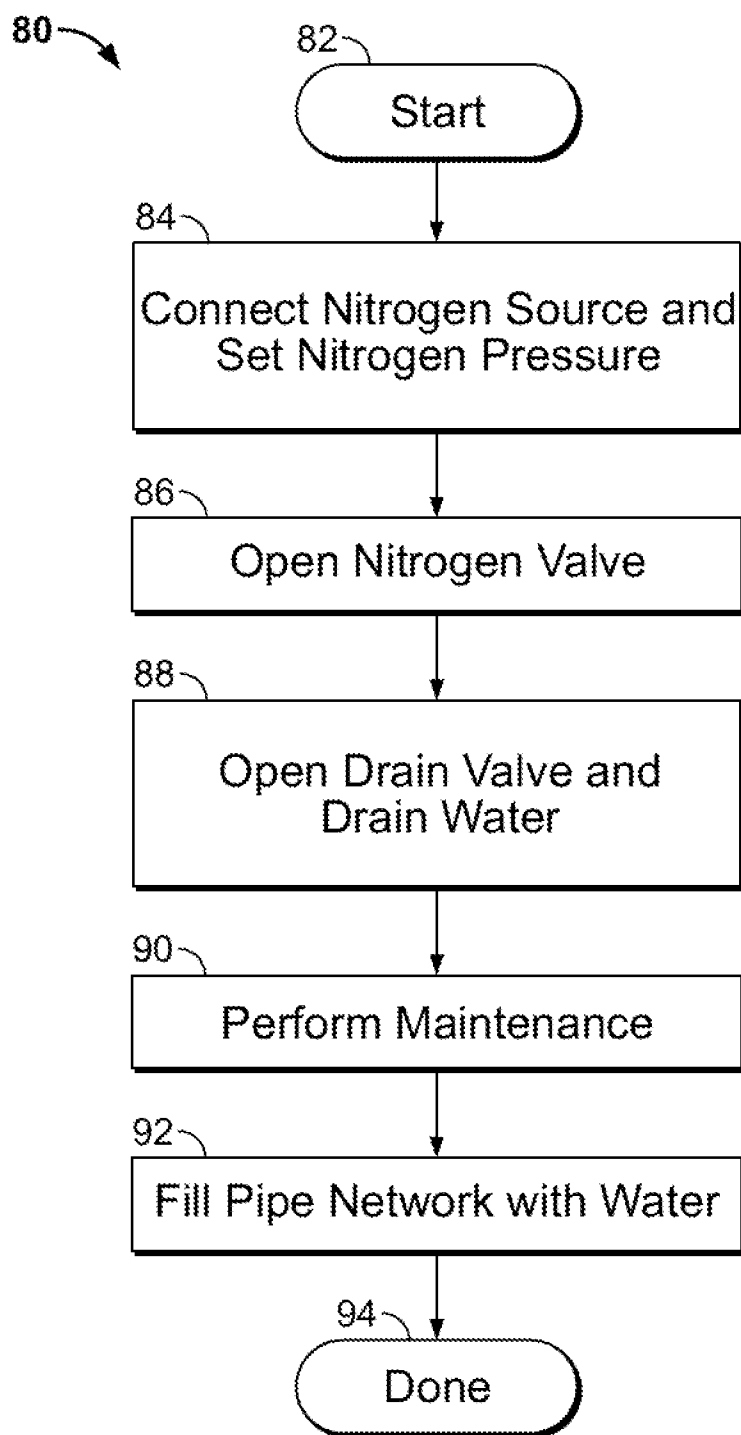 80
82
Start
84
Connect Nitrogen Source and
Set Nitrogen Pressure
86
Open Nitrogen Valve
88
Open Drain Valve and
Drain Water
90
Perform Maintenance
92
Fill Pipe Network with Water
94
Done